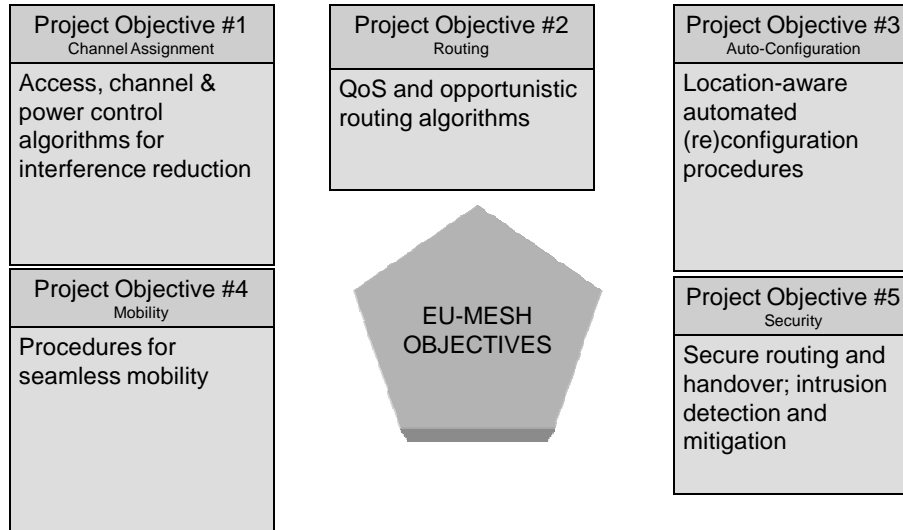 Project Objective #1
Channel Assignment
Access, channel &
power control
algorithms for
interference reduction
Project Objective #2
Routing
QoS and opportunistic
routing algorithms
Project Objective #3
Auto-Configuration
Location-aware
automated
(re)configuration
procedures
EU-MESH
OBJECTIVES
Project Objective #4
Mobility
Procedures for
seamless mobility
Project Objective #5
Security
Secure routing and
handover; intrusion
detection and
mitigation